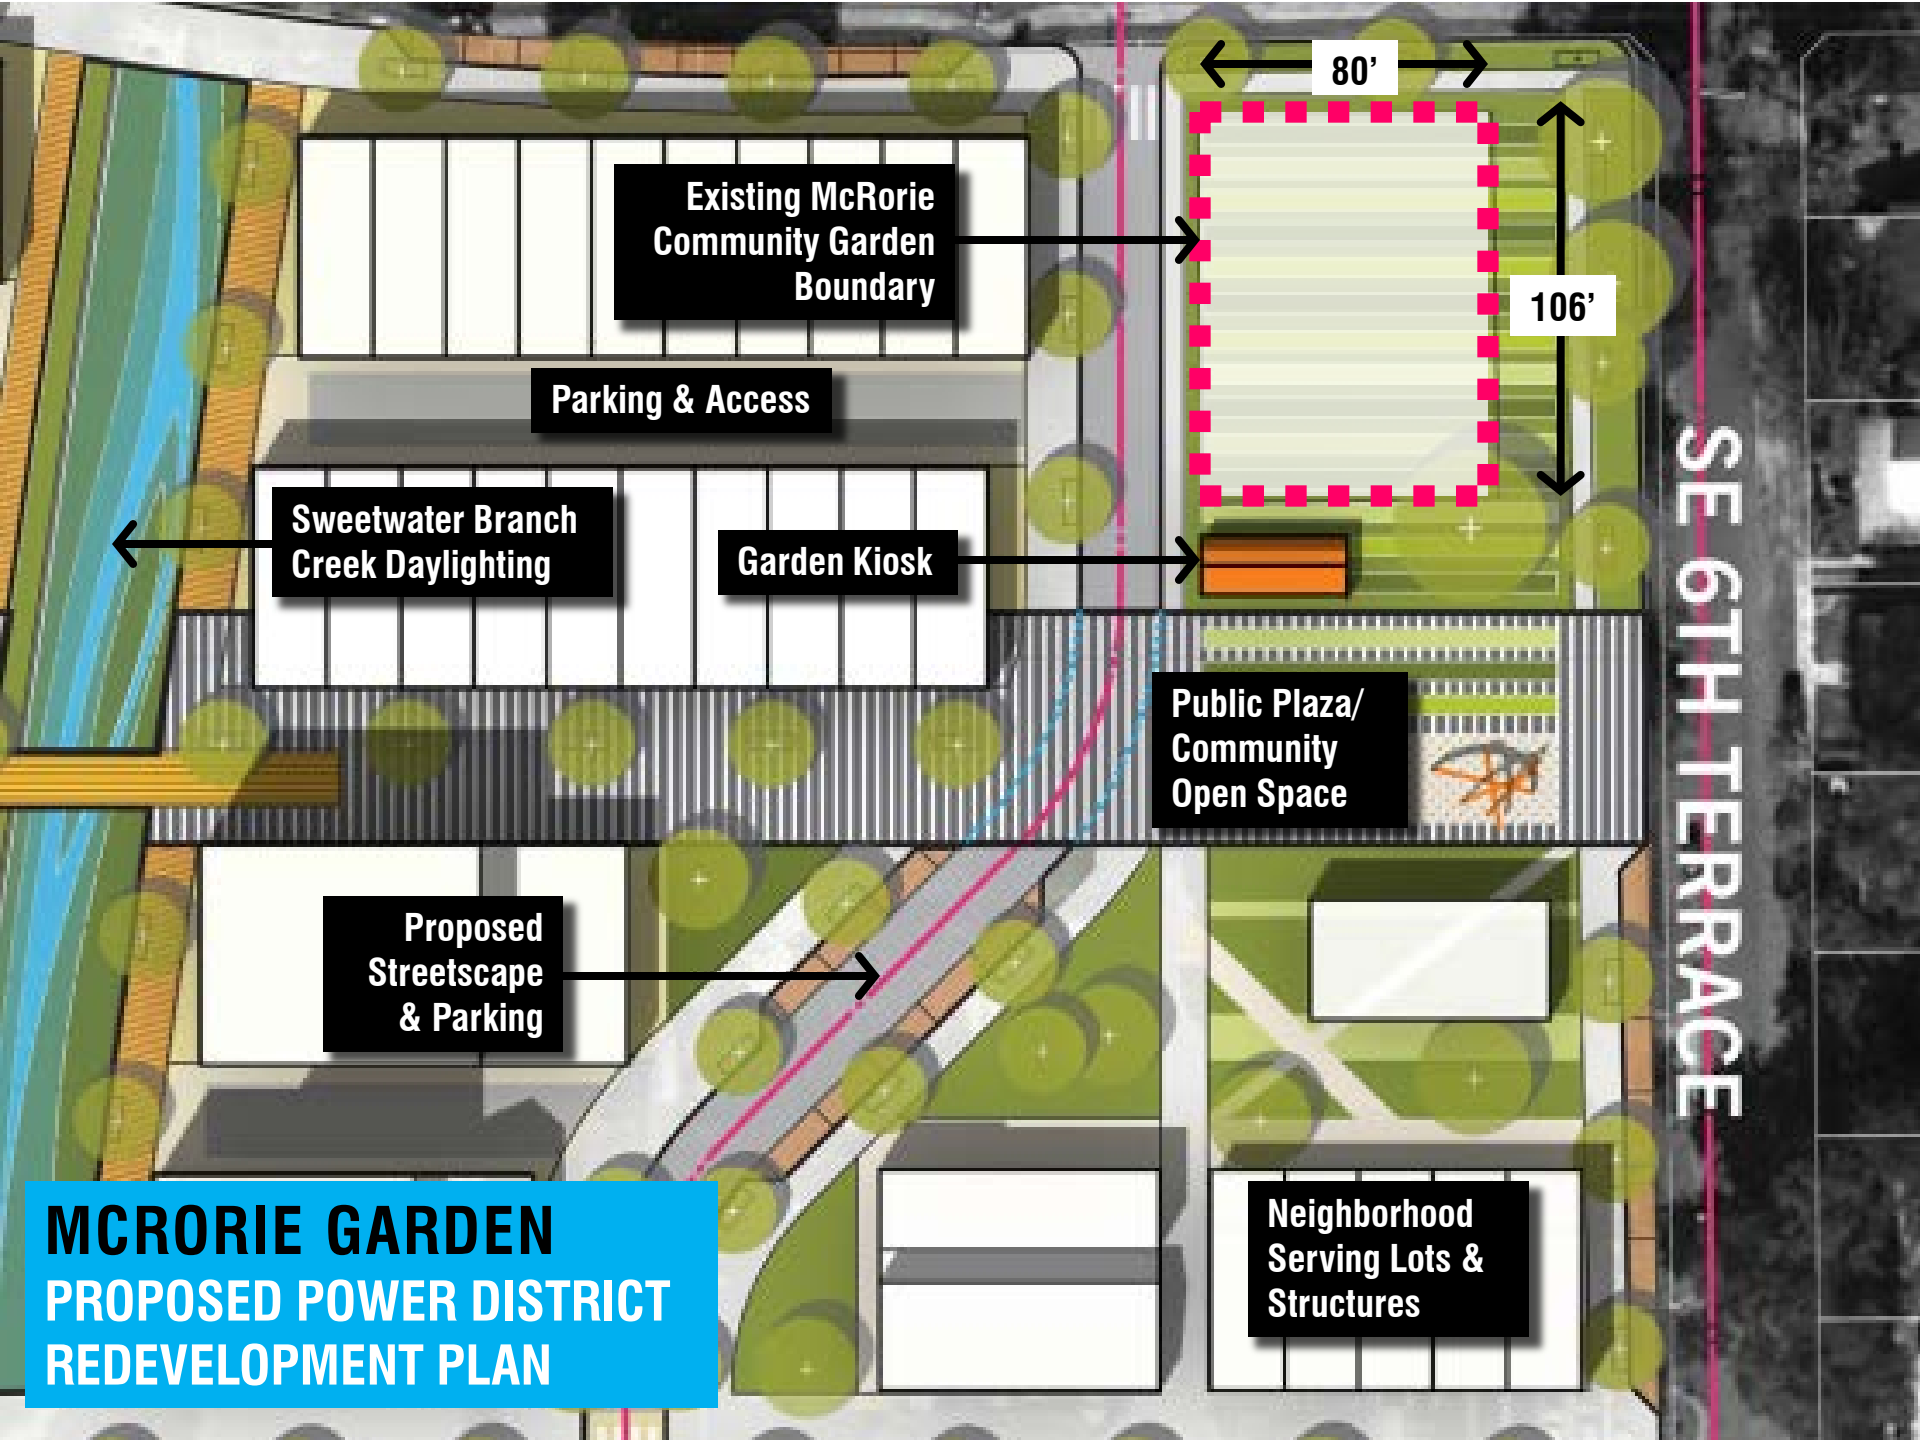 80’
Existing McRorie
Community Garden
Boundary
106’
Parking & Access
Sweetwater Branch
Creek Daylighting
Garden Kiosk
SE 6TH TERRACE
Public Plaza/
Community
Open Space
Proposed
Streetscape
& Parking
Neighborhood
Serving Lots &
Structures
MCRORIE GARDEN
PROPOSED POWER DISTRICT
REDEVELOPMENT PLAN